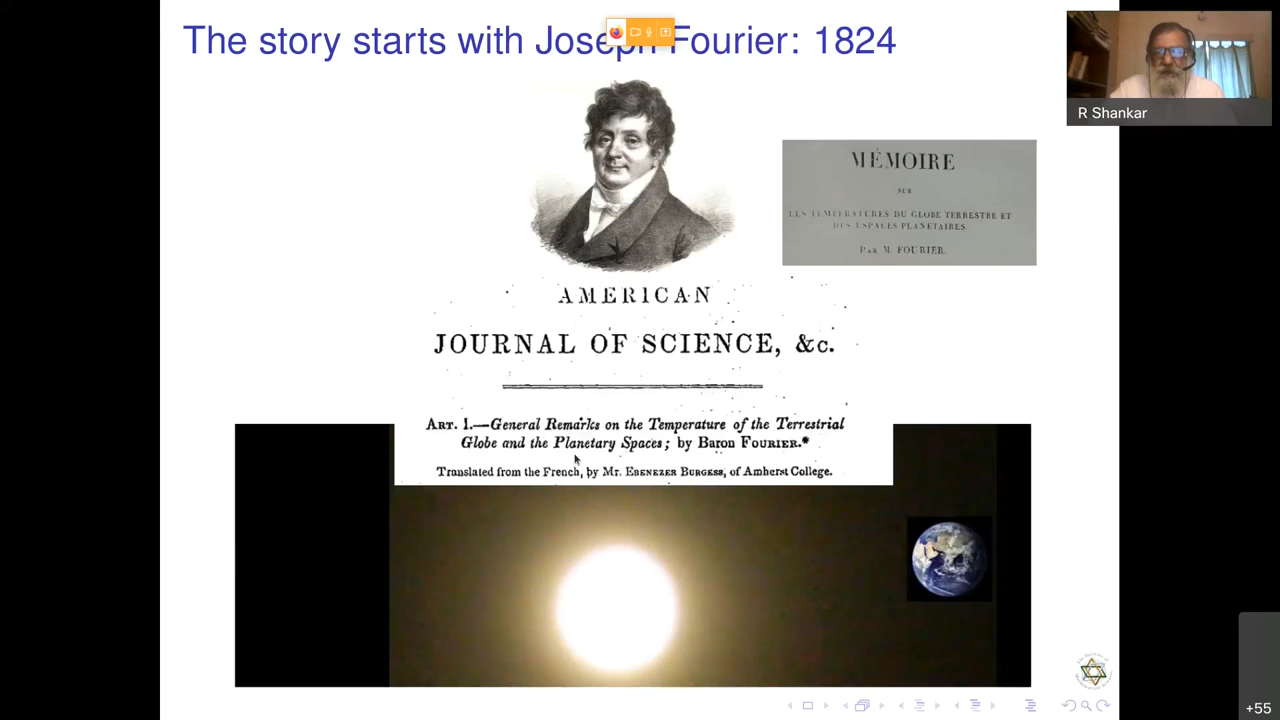 The story starts with Joseph Fourier: 1824
R Shankar
MÉMOIRE
SUR
LES TEMPÉRATURES DU GLOBE TERRESTRE ET
DES ESPACES PLANÉTAIRES.
PAR M. FOURIER.
AMERICAN
JOURNAL OF SCIENCE, &c.
ART. 1.—General Remarks on the Temperature of the Terrestrial
Globe and the Planetary Spaces; by Baron FOURIER.*
Translated from the French, by Mr. EBENEZER BURGESS, of Amherst College.
+55